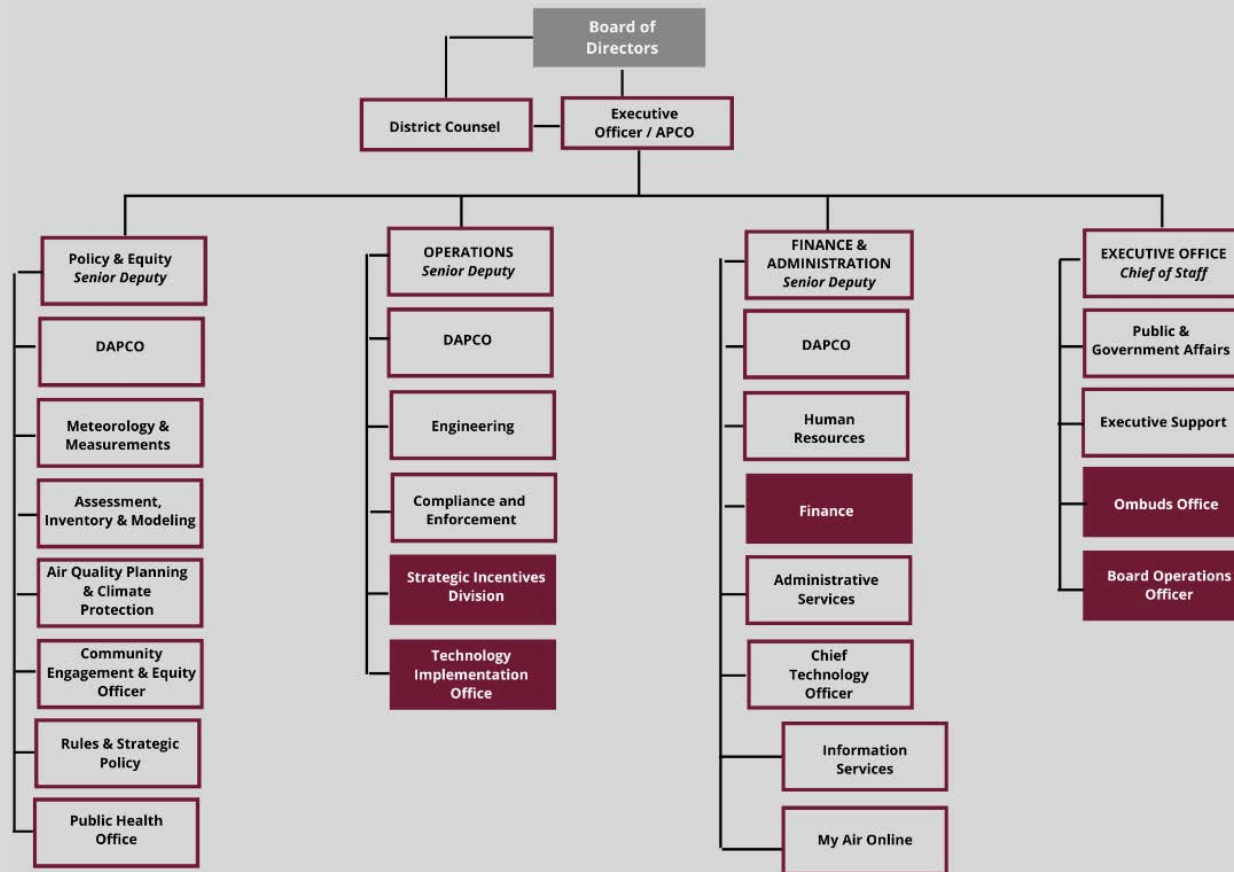 Board of
Directors
District Counsel
Executive
Officer / APCO
Policy & Equity
Senior Deputy
DAPCO
Meteorology &
Measurements
Assessment,
Inventory & Modeling
Air Quality Planning
& Climate
Protection
Community
Engagement & Equity
Officer
Rules & Strategic
Policy
Public Health
Office
OPERATIONS
Senior Deputy
DAPCO
Engineering
Compliance and
Enforcement
Strategic Incentives
Division
Technology
Implementation
Office
FINANCE &
ADMINISTRATION
Senior Deputy
DAPCO
Human
Resources
Finance
Administrative
Services
Chief
Technology
Officer
Information
Services
My Air Online
EXECUTIVE OFFICE
Chief of Staff
Public &
Government Affairs
Executive Support
Ombuds Office
Board Operations
Officer